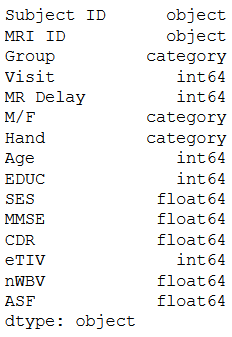 Subject ID object
MRI ID object
Group category
Visit int64
MR Delay int64
M/F category
Hand category
Age int64
EDUC int64
SES float64
MMSE float64
CDR float64
eTIV int64
nWBV float64
ASF float64
dtype: object